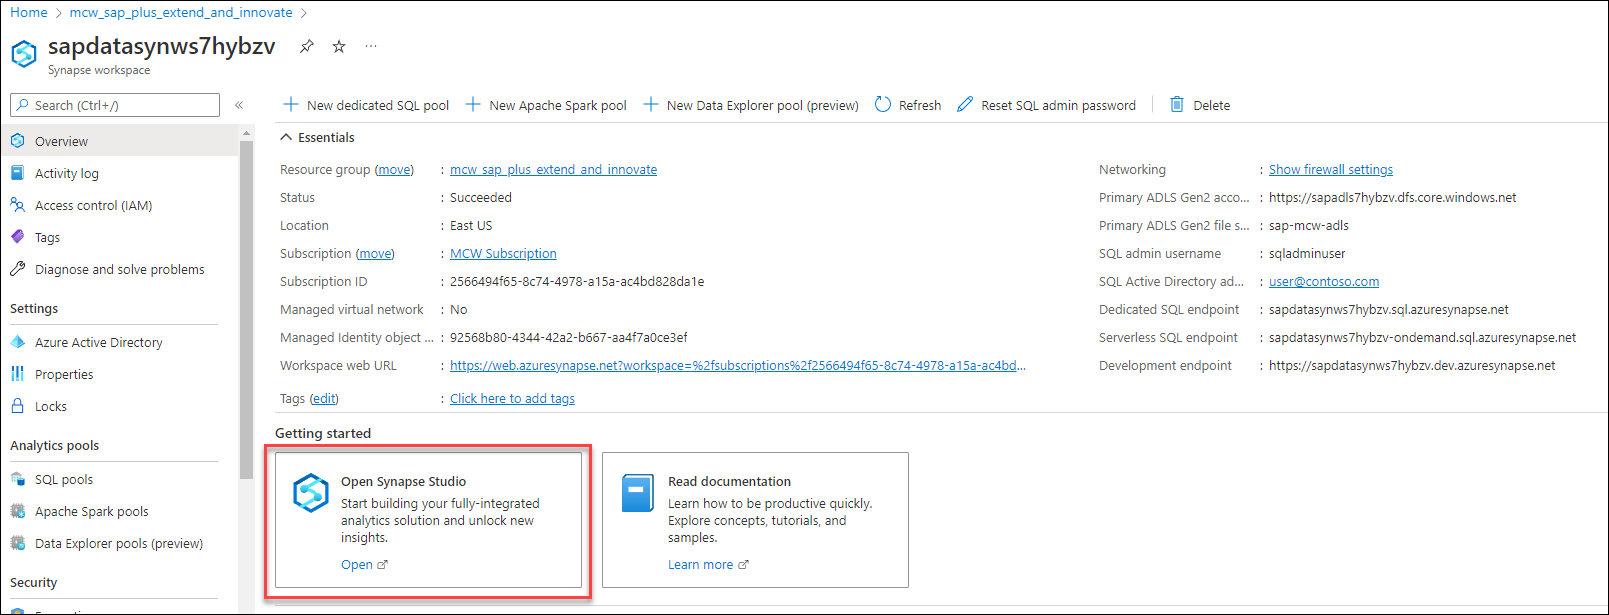 Home > mcw_sap_plus_extend_and_innovate >
sapdatasynws7hybzv ...
Synapse workspace
Search (Ctrl+/) «
Overview
Activity log
Access control (IAM)
Tags
Diagnose and solve problems
Settings
Azure Active Directory
Properties
Locks
Analytics pools
SQL pools
Apache Spark pools
Data Explorer pools (preview)
Security
New dedicated SQL pool New Apache Spark pool New Data Explorer pool (preview) Refresh Reset SQL admin password Delete
Essentials
Resource group (move) : mcw_sap_plus_extend_and_innovate
Status : Succeeded
Location : East US
Subscription (move) : MCW Subscription
Subscription ID : 2566494f65-8c74-4978-a15a-ac4bd828da1e
Managed virtual network : No
Managed Identity object ... : 92568b80-4344-42a2-b667-aa4f7a0ce3ef
Workspace web URL : https://web.azuresynapse.net?workspace=%2fsubscriptions%2f2566494f65-8c74-4978-a15a-ac4bd...
Tags (edit) : Click here to add tags
Networking : Show firewall settings
Primary ADLS Gen2 acco... : https://sapadls7hybzv.dfs.core.windows.net
Primary ADLS Gen2 file s... : sap-mcw-adls
SQL admin username : sqladminuser
SQL Active Directory ad... : user@contoso.com
Dedicated SQL endpoint : sapdatasynws7hybzv.sql.azuresynapse.net
Serverless SQL endpoint : sapdatasynws7hybzv-ondemand.sql.azuresynapse.net
Development endpoint : https://sapdatasynws7hybzv.dev.azuresynapse.net
Getting started
Open Synapse Studio
Start building your fully-integrated
analytics solution and unlock new
insights.
Open
Read documentation
Learn how to be productive quickly.
Explore concepts, tutorials, and
samples.
Learn more